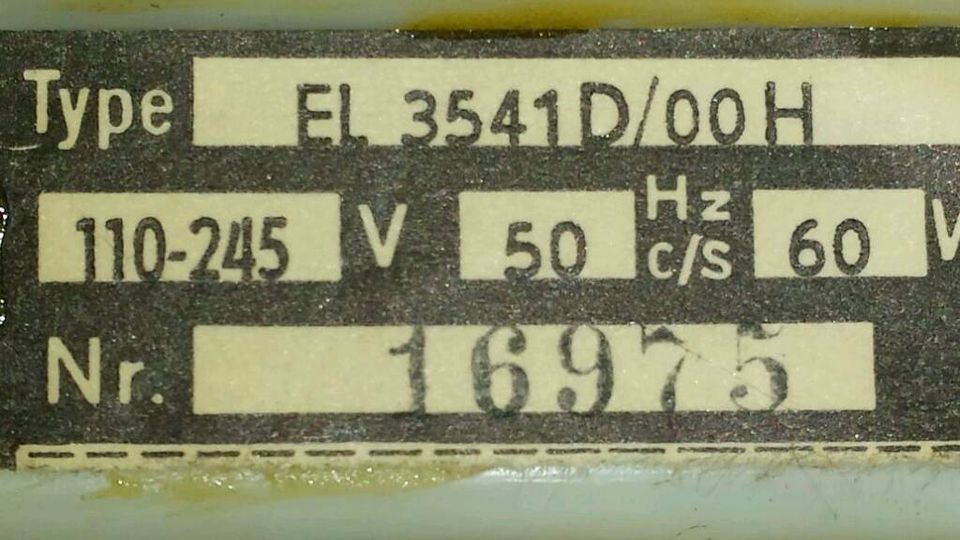 Type EL 3541D/00H
110-245 V 50 Hz c/s 60 W
Nr. 16975